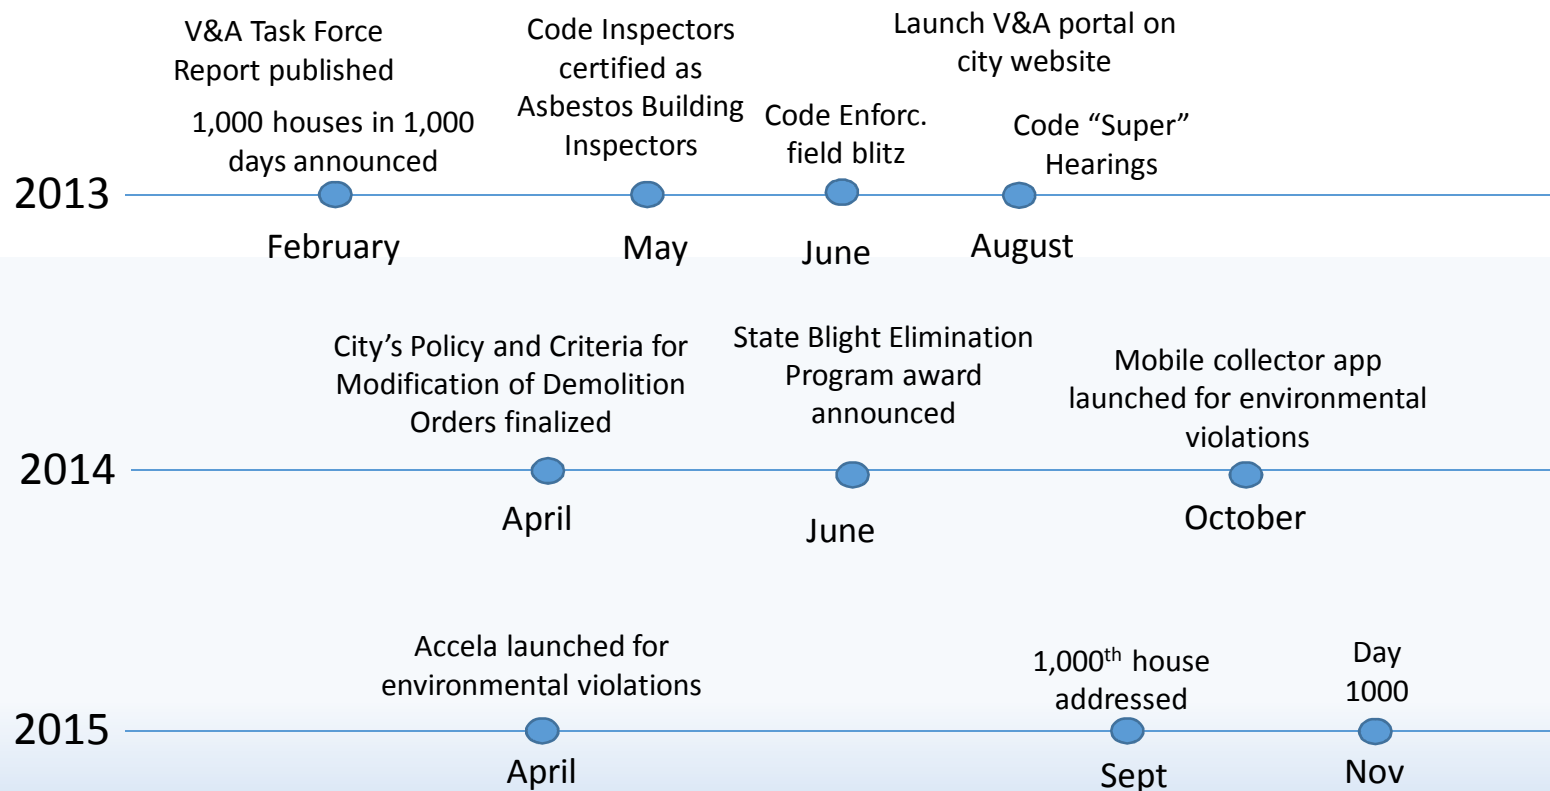 V&A Task Force
Report published
1,000 houses in 1,000
days announced
Code Inspectors
certified as
Asbestos Building
Inspectors
Code Enforc.
field blitz
Launch V&A portal on
city website
Code “Super”
Hearings
2013
February
May
June
August
City’s Policy and Criteria for
Modification of Demolition
Orders finalized
State Blight Elimination
Program award
announced
Mobile collector app
launched for environmental
violations
2014
April
June
October
Accela launched for
environmental violations
1,000th house
addressed
Day
1000
2015
April
Sept
Nov